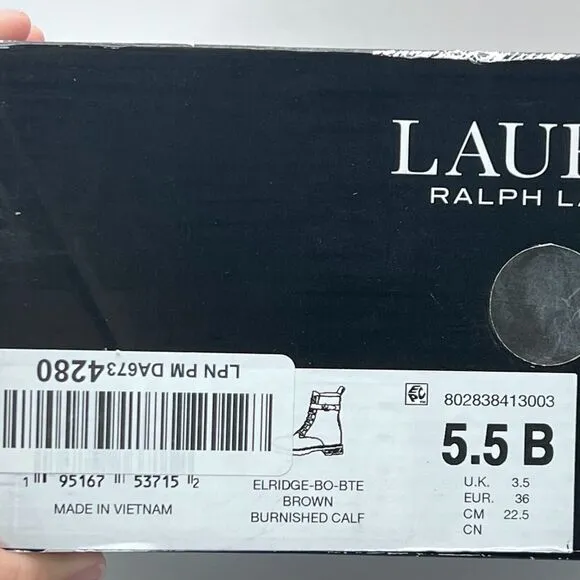 LAU
RALPH LA
LPN PM DA6734280
802838413003
5.5 B
U.K. 3.5
EUR. 36
CM 22.5
CN
1 95167 53715 2
MADE IN VIETNAM
ELRIDGE-BO-BTE
BROWN
BURNISHED CALF